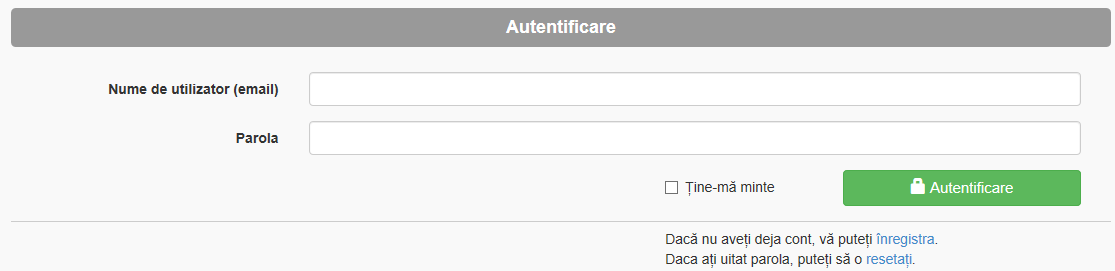 Autentificare
Nume de utilizator (email)
Parola
Ține-mă minte
Autentificare
Dacă nu aveți deja cont, vă puteți înregistra.
Daca ați uitat parola, puteți să o resetați.